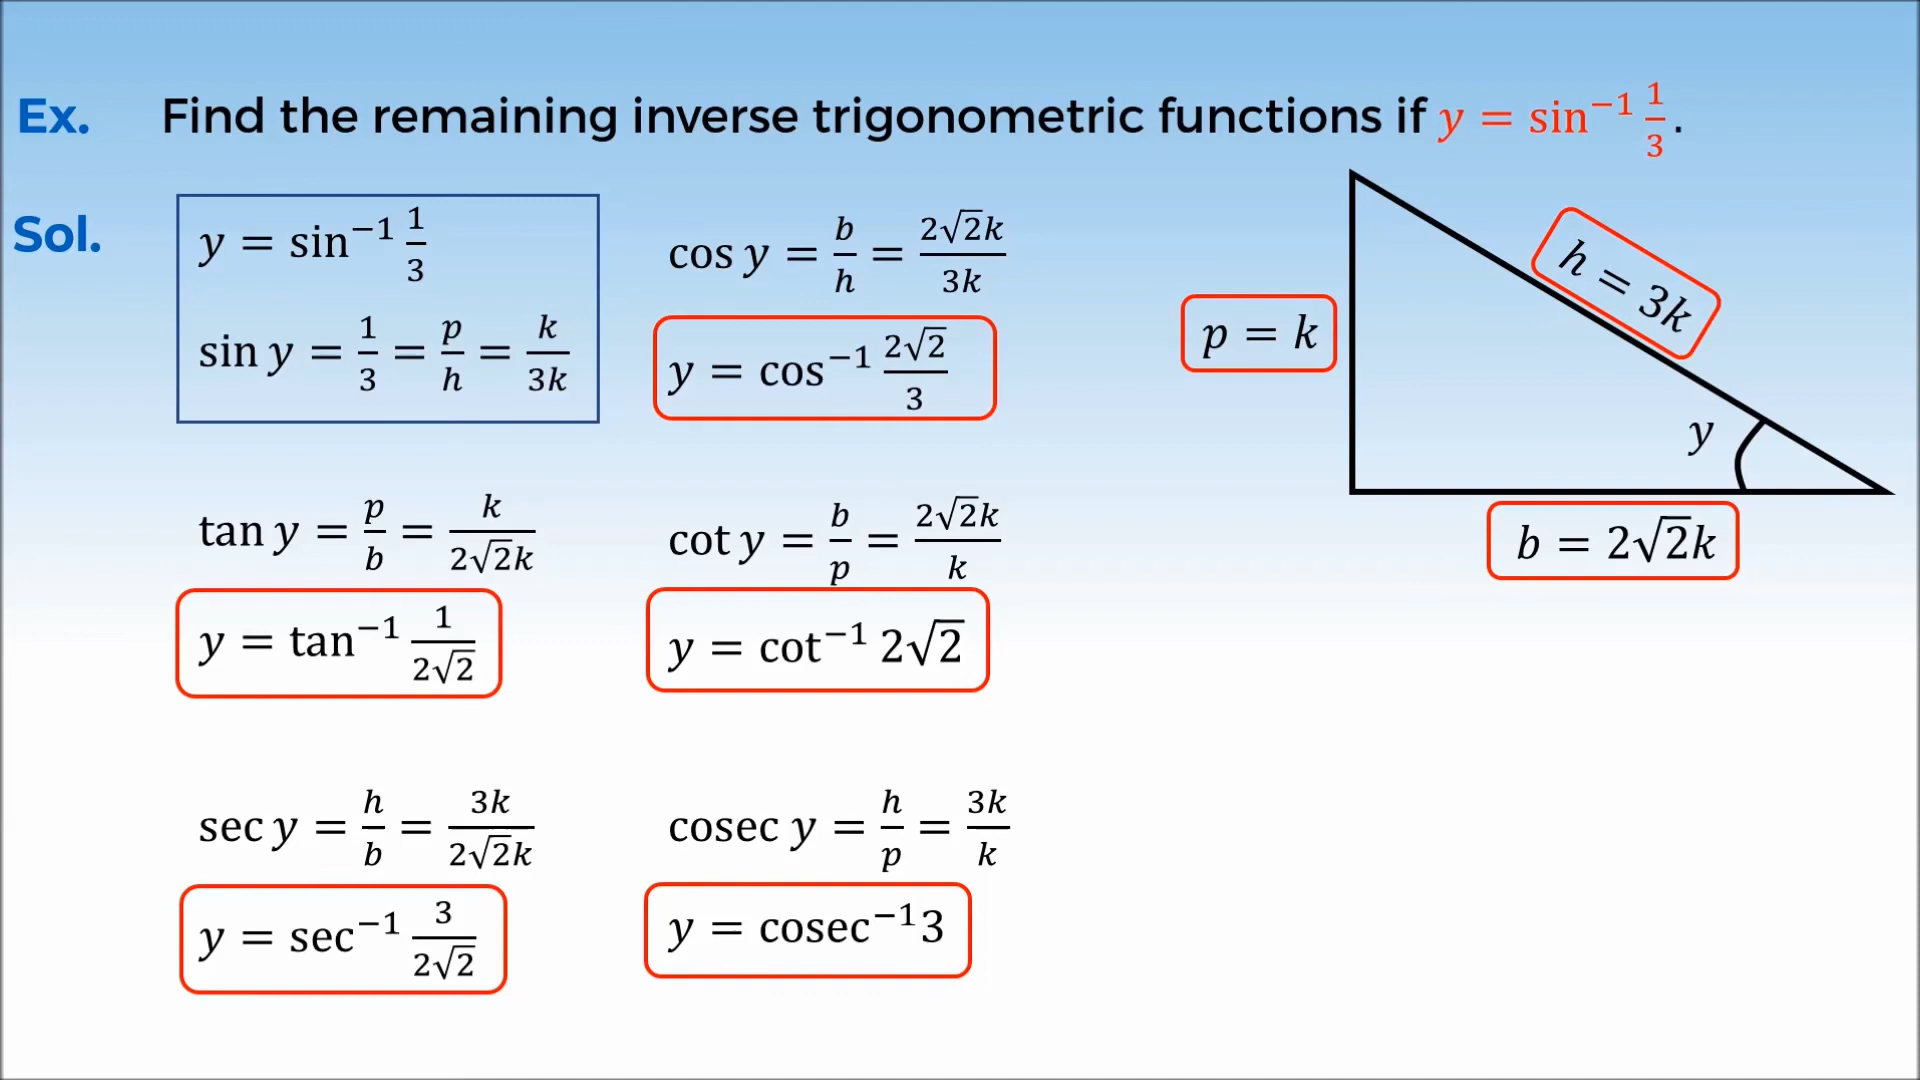 Ex. Find the remaining inverse trigonometric functions if y = sin⁻¹ 1/3.
Sol.
y = sin⁻¹ 1/3
sin y = 1/3 = p/h = k/3k
cos y = b/h = 2√2k/3k
y = cos⁻¹ 2√2/3
tan y = p/b = k/2√2k
y = tan⁻¹ 1/2√2
cot y = b/p = 2√2k/k
y = cot⁻¹ 2√2
sec y = h/b = 3k/2√2k
y = sec⁻¹ 3/2√2
cosec y = h/p = 3k/k
y = cosec⁻¹3
h = 3k
p = k
y
b = 2√2k